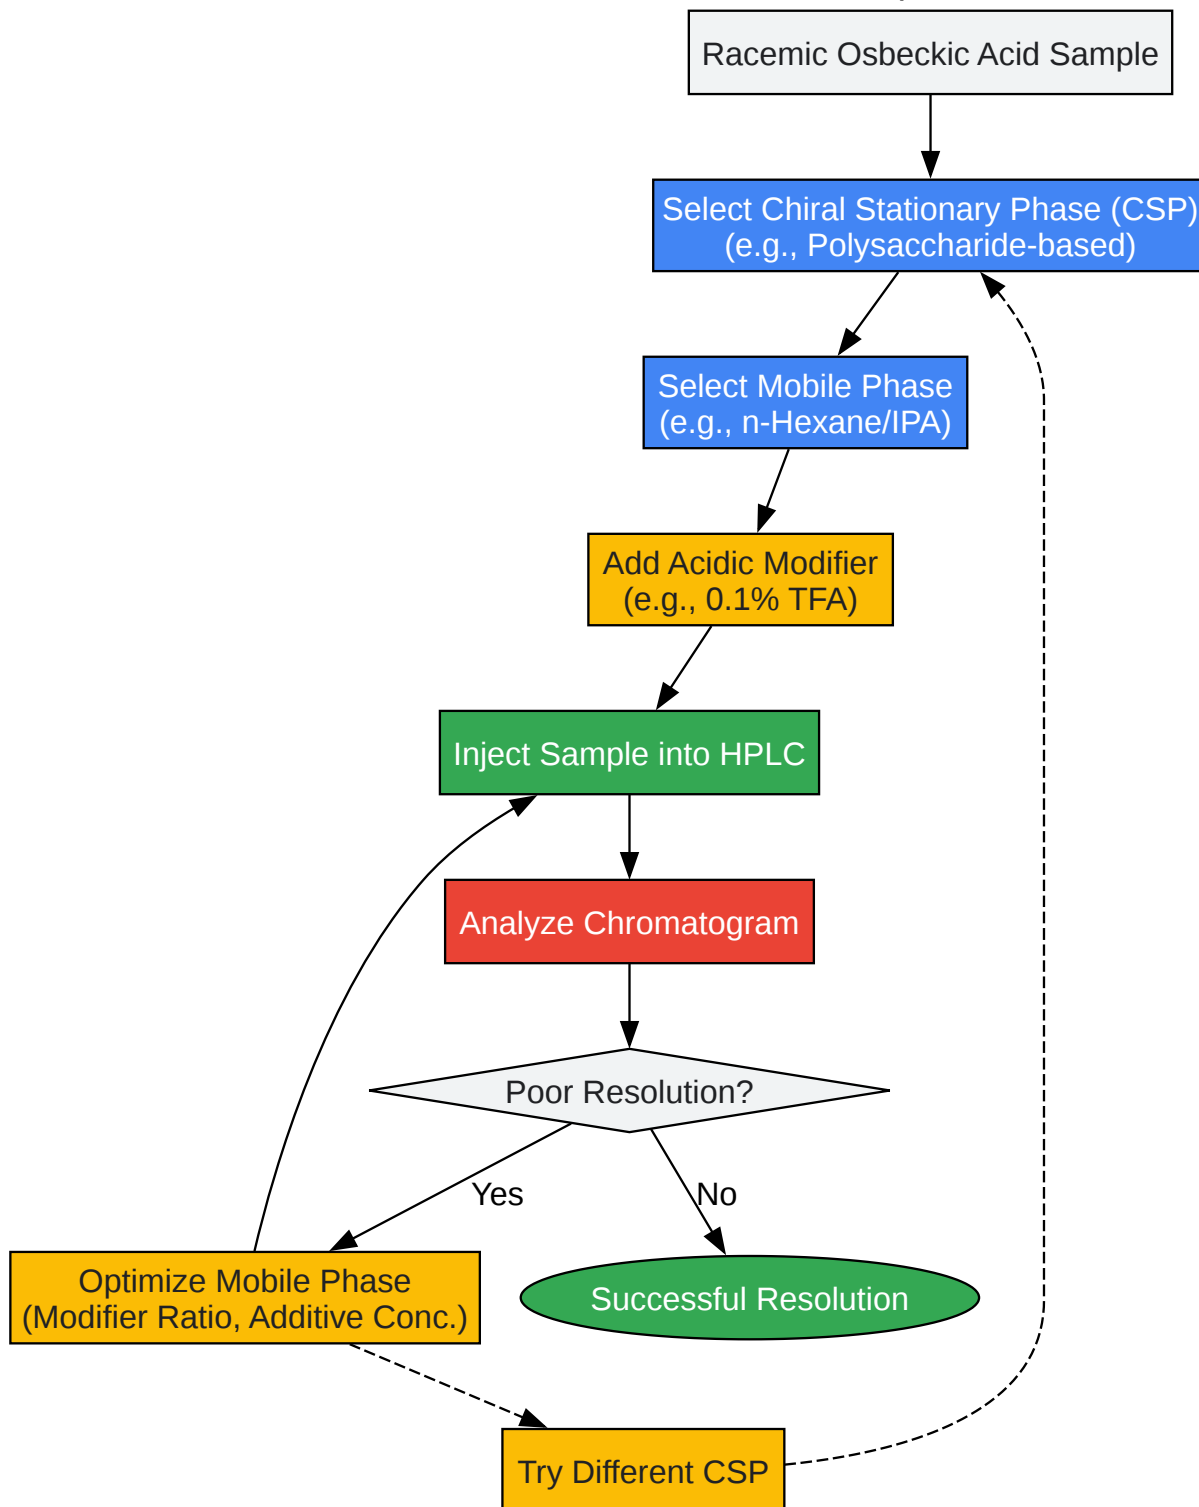 Racemic Osbeckic Acid Sample
Select Chiral Stationary Phase (CSP)
(e.g., Polysaccharide-based)
Select Mobile Phase
(e.g., n-Hexane/IPA)
Add Acidic Modifier
(e.g., 0.1% TFA)
Inject Sample into HPLC
Analyze Chromatogram
Poor Resolution?
Yes
No
Optimize Mobile Phase
(Modifier Ratio, Additive Conc.)
Successful Resolution
Try Different CSP